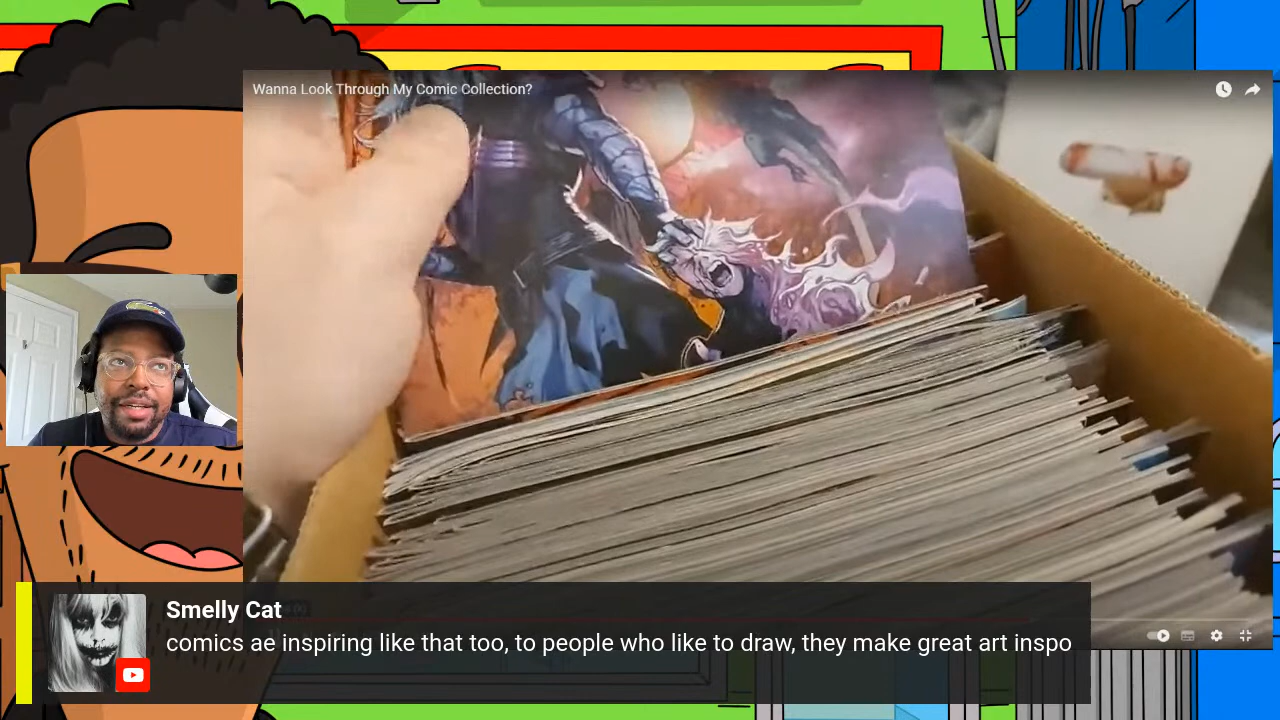 Wanna Look Through My Comic Collection?
Smelly Cat
comics ae inspiring like that too, to people who like to draw, they make great art inspo